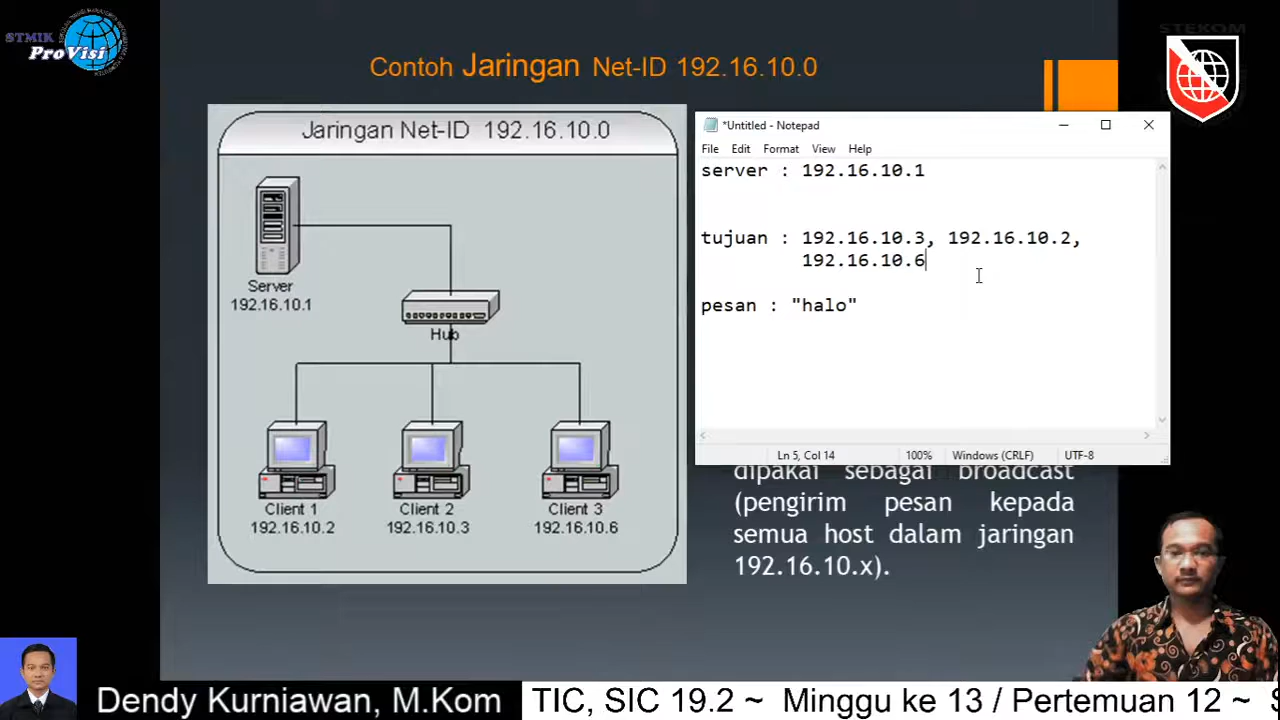 STMIK
ProVisi
STEKOM
Contoh Jaringan Net-ID 192.16.10.0
Jaringan Net-ID 192.16.10.0
Server
192.16.10.1
Hub
Client 1
192.16.10.2
Client 2
192.16.10.3
Client 3
192.16.10.6
*Untitled - Notepad
File Edit Format View Help
server : 192.16.10.1
tujuan : 192.16.10.3, 192.16.10.2,
192.16.10.6
pesan : "halo"
Ln 5, Col 14 100% Windows (CRLF) UTF-8
dipakai sebagai broadcast
(pengirim pesan kepada
semua host dalam jaringan
192.16.10.x).
Dendy Kurniawan, M.Kom
TIC, SIC 19.2 ~ Minggu ke 13 / Pertemuan 12 ~